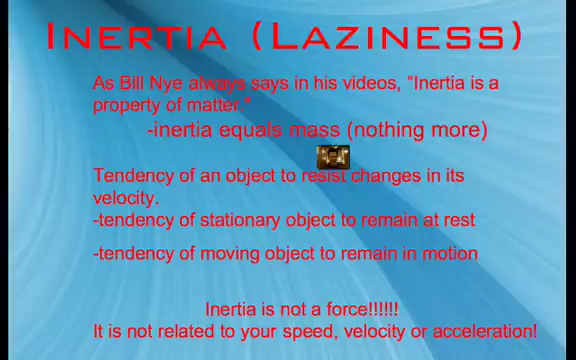 INERTIA (LAZINESS)
As Bill Nye always says in his videos, “Inertia is a
property of matter.”
-inertia equals mass (nothing more)
Tendency of an object to resist changes in its
velocity.
-tendency of stationary object to remain at rest
-tendency of moving object to remain in motion
Inertia is not a force!!!!!!
It is not related to your speed, velocity or acceleration!